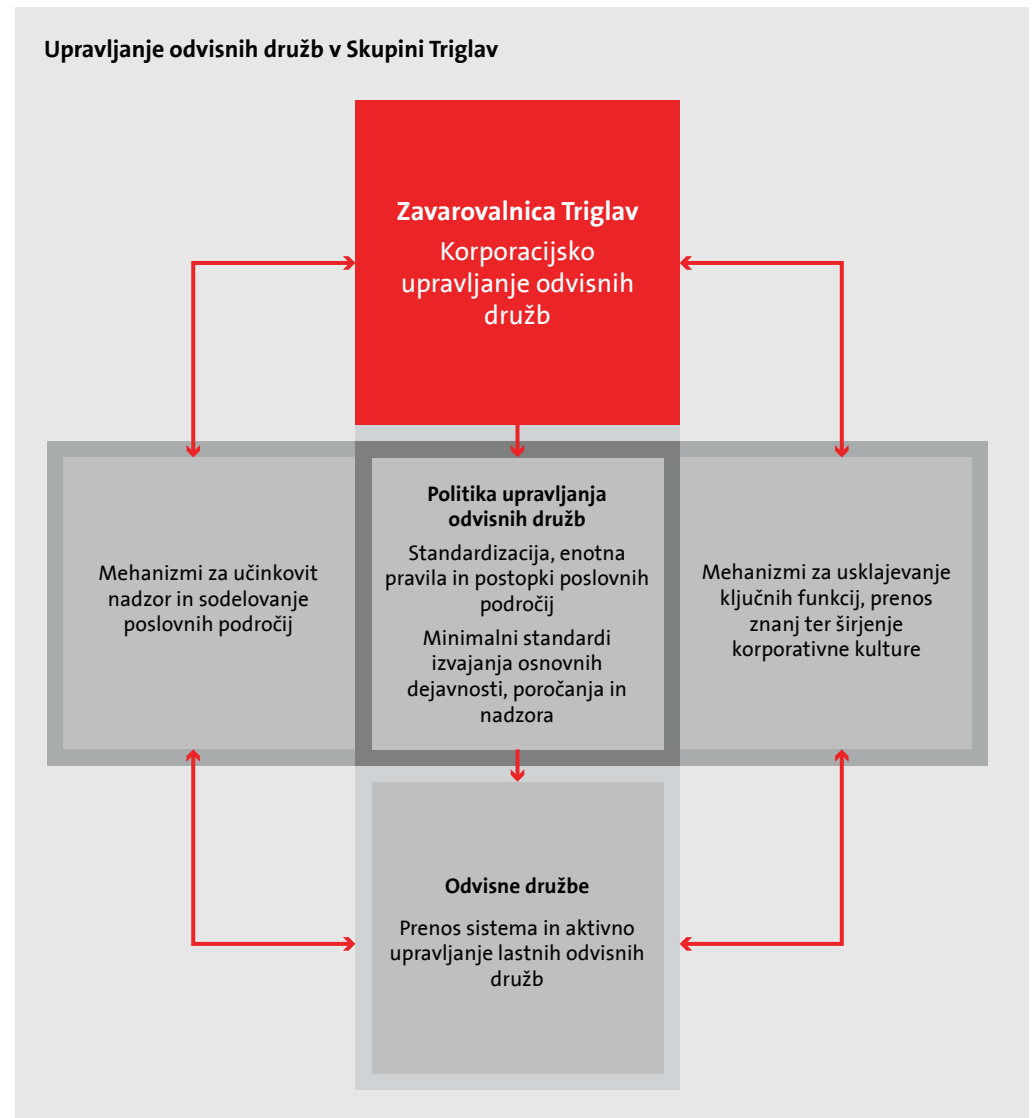 Upravljanje odvisnih družb v Skupini Triglav
Zavarovalnica Triglav
Korporacijsko
upravljanje odvisnih
družb
Mehanizmi za učinkovit
nadzor in sodelovanje
poslovnih področij
Politika upravljanja
odvisnih družb
Standardizacija, enotna
pravila in postopki poslovnih
področij
Minimalni standardi
izvajanja osnovnih
dejavnosti, poročanja in
nadzora
Mehanizmi za usklajevanje
ključnih funkcij, prenos
znanj ter širjenje
korporativne kulture
Odvisne družbe
Prenos sistema in aktivno
upravljanje lastnih odvisnih
družb